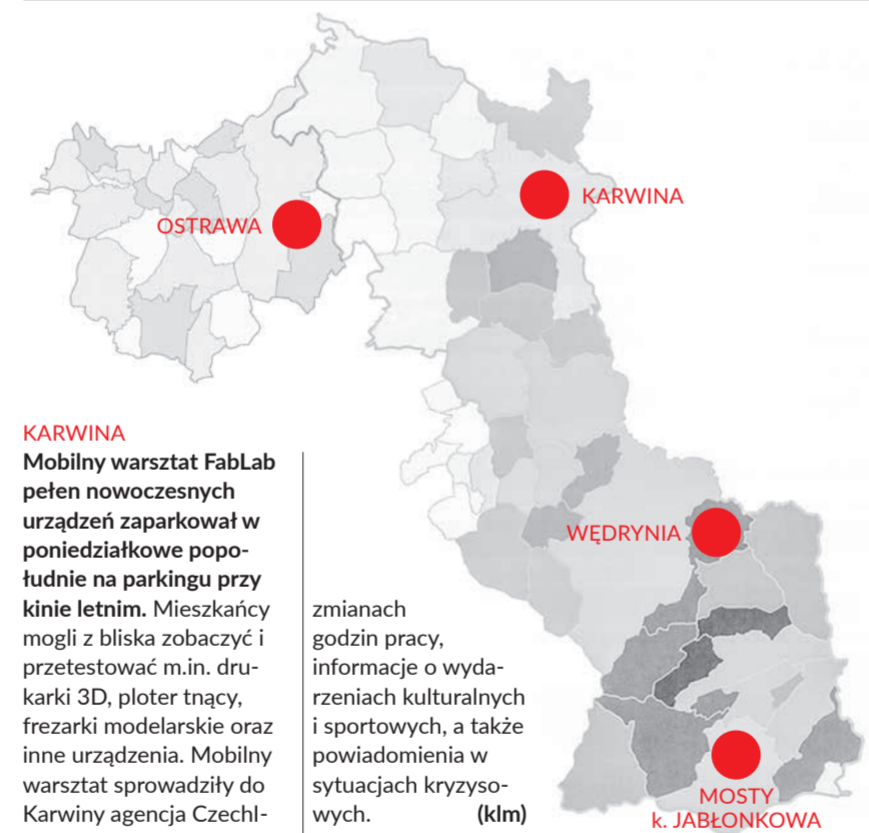 OSTRAWA
KARWINA
WĘDRYNIA
MOSTY
k. JABŁONKOWA
KARWINA
Mobilny warsztat FabLab
pełen nowoczesnych
urządzeń zaparkował w
poniedziałkowe popo-
łudnie na parkingu przy
kinie letnim. Mieszkańcy
mogli z bliska zobaczyć i
przetestować m.in. dru-
karki 3D, ploter tnący,
frezarki modelarskie oraz
inne urządzenia. Mobilny
warsztat sprowadziły do
Karwiny agencja CzechI-
zmianach
godzin pracy,
informacje o wyda-
rzeniach kulturalnych
i sportowych, a także
powiadomienia w
sytuacjach kryzyso-
wych. (klm)